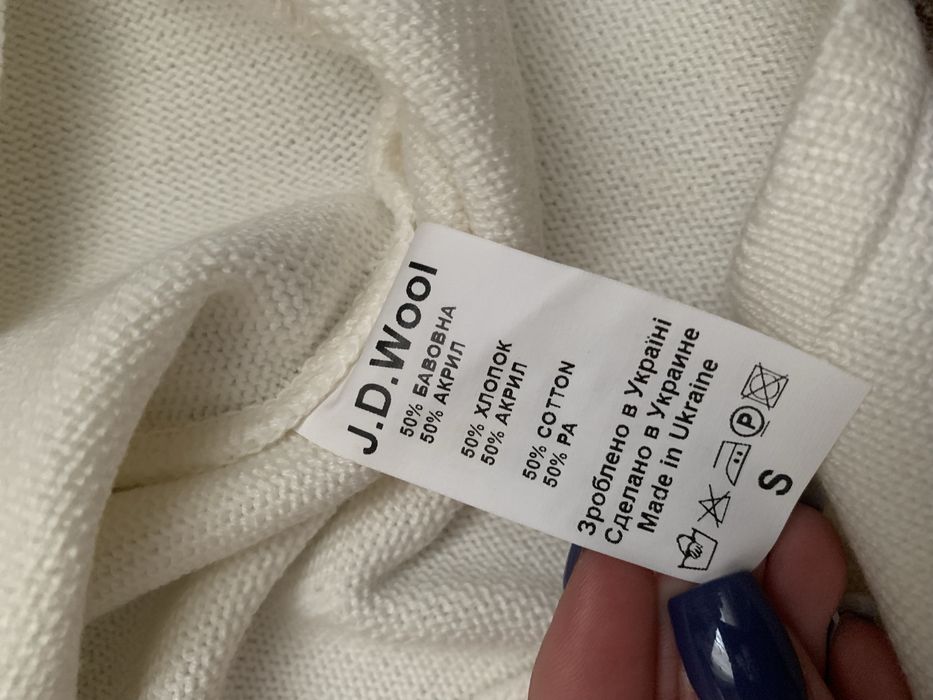 J.D.Wool
50% БАВОВНА
50% АКРИЛ
50% ХЛОПОК
50% АКРИЛ
50% COTTON
50% PA
Зроблено в Україні
Сделано в Украине
Made in Ukraine
P
S